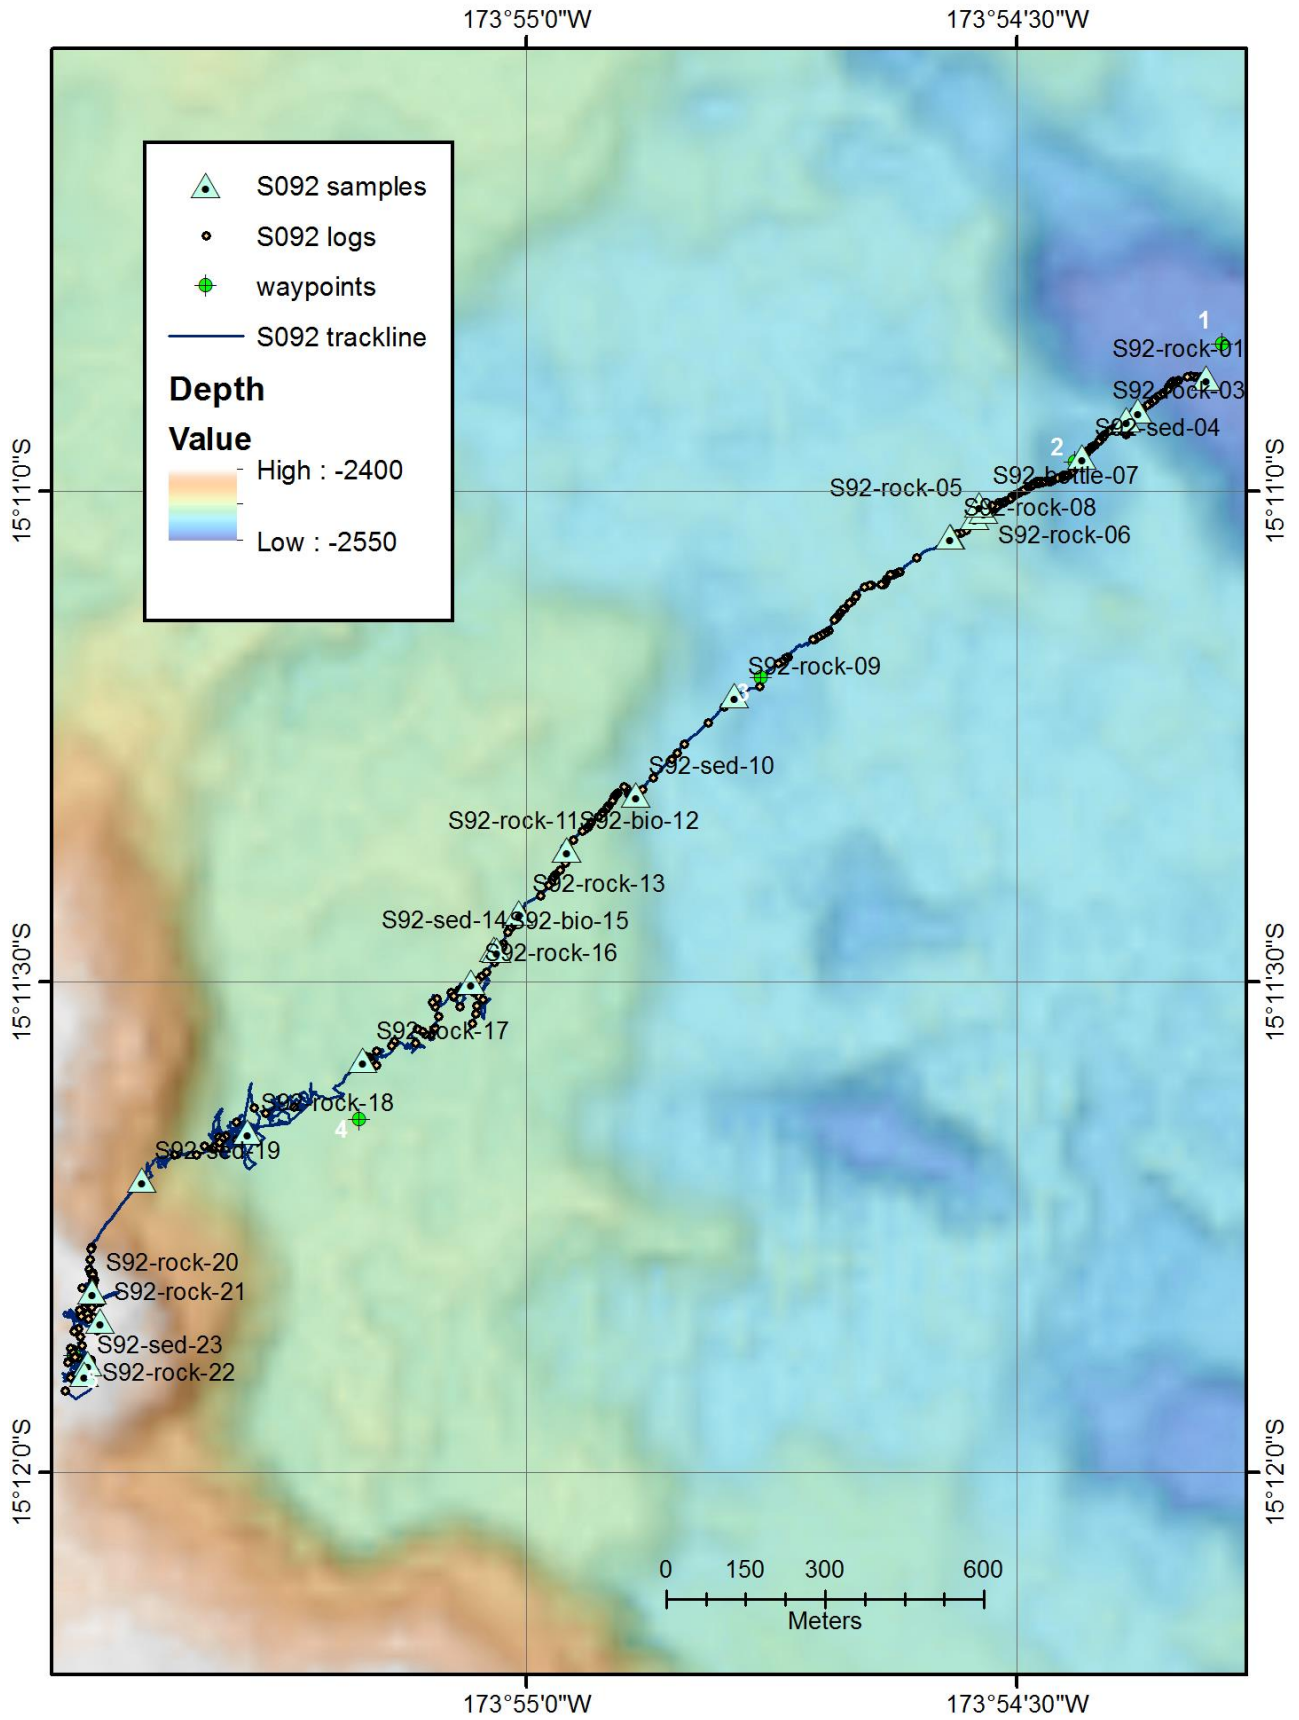 173°55'0"W
173°54'30"W
S092 samples
S092 logs
waypoints
S092 trackline
Depth
Value
High : -2400
Low : -2550
1
S92-rock-01
S92-rock-03
S92-sed-04
2
S92-bottle-07
S92-rock-05
S92-rock-08
S92-rock-06
15°11'0"S
15°11'0"S
S92-rock-09
3
S92-sed-10
S92-rock-11
S92-bio-12
S92-rock-13
S92-sed-14
S92-bio-15
S92-rock-16
15°11'30"S
15°11'30"S
S92-rock-17
S92-rock-18
4
S92-sed-19
S92-rock-20
S92-rock-21
S92-sed-23
S92-rock-22
15°12'0"S
15°12'0"S
0 150 300 600
Meters
173°55'0"W
173°54'30"W